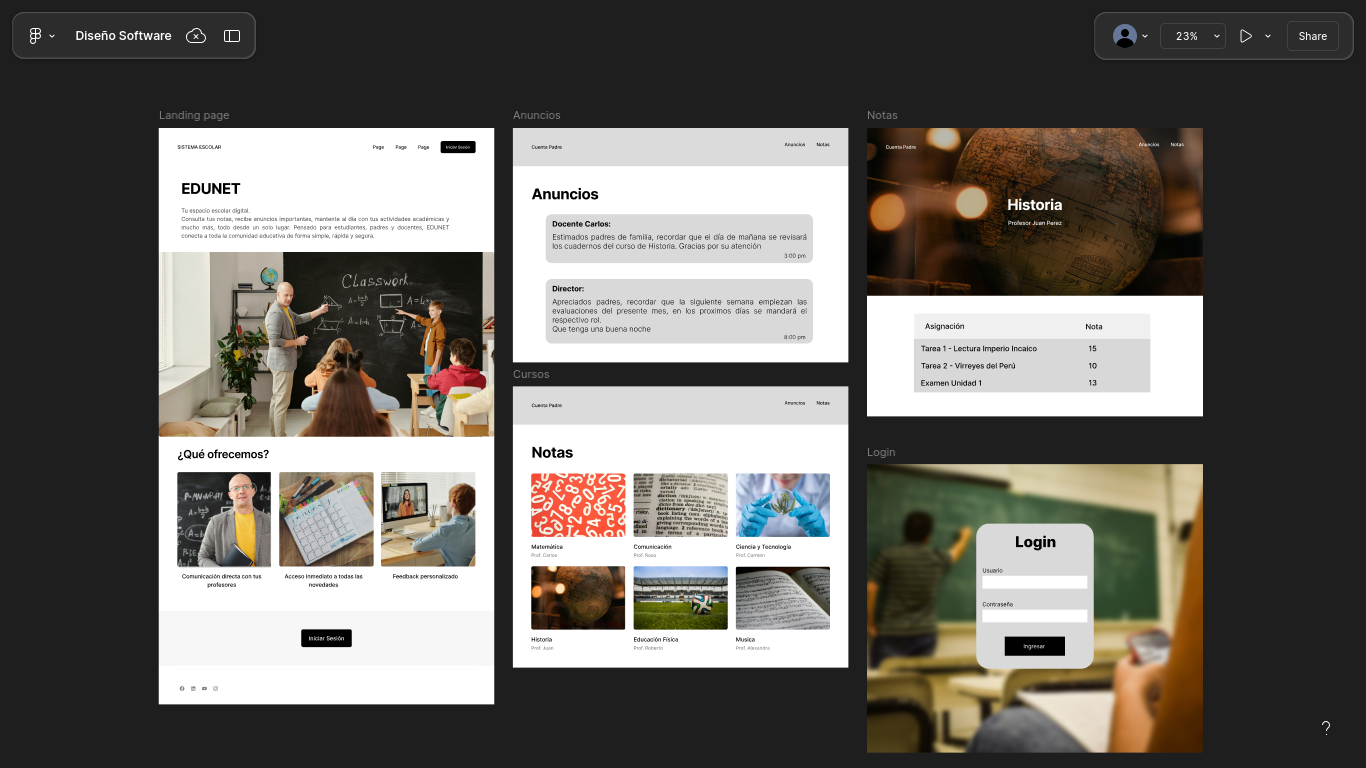 Diseño Software
23%
Share
Landing page
SISTEMA ESCOLAR
Page
Page
Page
Iniciar Sesión
EDUNET
Tu espacio escolar digital.
Consulta tus notas, recibe anuncios importantes, mantente al día con tus actividades académicas y
mucho más, todo desde un solo lugar. Pensado para estudiantes, padres y docentes, EDUNET
conecta a toda la comunidad educativa de forma simple, rápida y segura.
Classwork
¿Qué ofrecemos?
Comunicación directa con tus
profesores
Acceso inmediato a todas las
novedades
Feedback personalizado
Iniciar Sesión
Anuncios
Cuenta Padre
Anuncios
Notas
Anuncios
Docente Carlos:
Estimados padres de familia, recordar que el día de mañana se revisará
los cuadernos del curso de Historia. Gracias por su atención
3:00 pm
Director:
Apreciados padres, recordar que la siguiente semana empiezan las
evaluaciones del presente mes, en los proximos días se mandará el
respectivo rol.
Que tenga una buena noche
8:00 pm
Cursos
Cuenta Padre
Anuncios
Notas
Notas
Matemática
Prof. Carlos
Comunicación
Prof. Rosa
Ciencia y Tecnología
Prof. Carmen
Historia
Prof. Juan
Educación Física
Prof. Roberto
Musica
Prof. Alexandra
Notas
Cuenta Padre
Anuncios
Notas
Historia
Profesor Juan Perez
Asignación
Nota
Tarea 1 - Lectura Imperio Incaico
15
Tarea 2 - Virreyes del Perú
10
Examen Unidad 1
13
Login
Login
Usuario
Contraseña
Ingresar
?